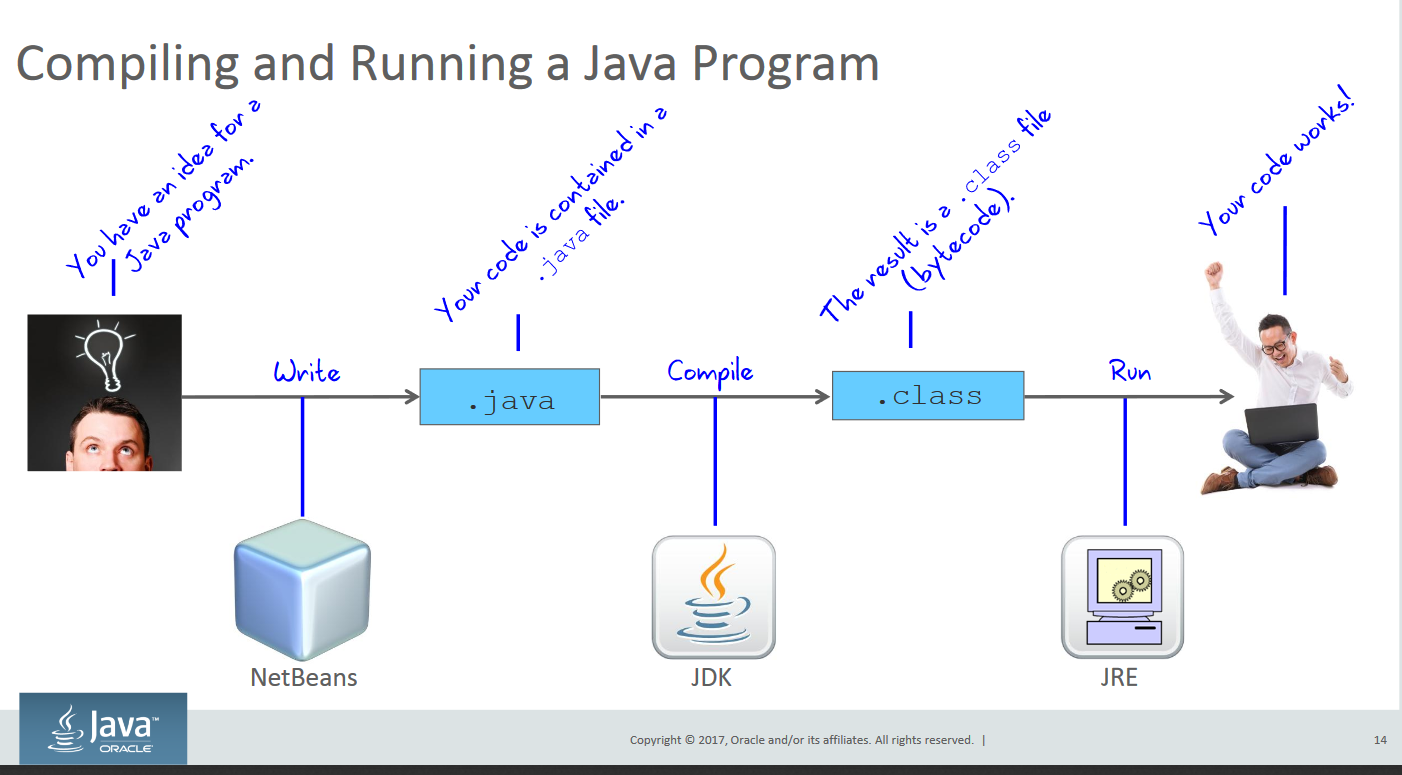 Compiling and Running a Java Program
You have an idea for a
Java program.
Your code is contained in a
.java file.
The result is a .class file
(bytecode).
Your code works!
Write
.java
Compile
.class
Run
NetBeans
JDK
JRE
Java™
ORACLE®
Copyright © 2017, Oracle and/or its affiliates. All rights reserved. |
14